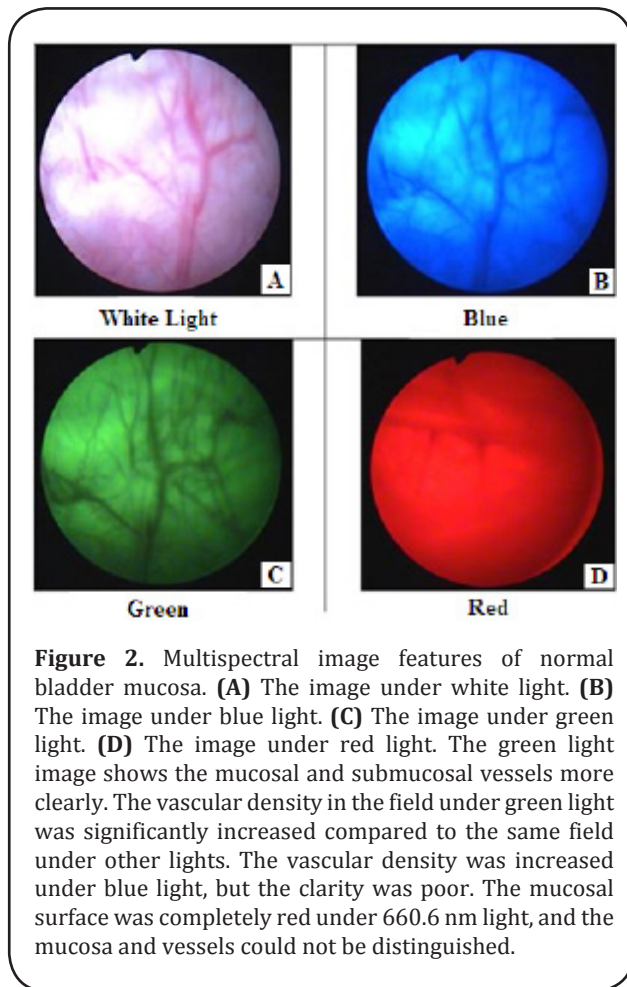 A
B
White Light
Blue
C
D
Green
Red
Figure 2. Multispectral image features of normal
bladder mucosa. (A) The image under white light. (B)
The image under blue light. (C) The image under green
light. (D) The image under red light. The green light
image shows the mucosal and submucosal vessels more
clearly. The vascular density in the field under green light
was significantly increased compared to the same field
under other lights. The vascular density was increased
under blue light, but the clarity was poor. The mucosal
surface was completely red under 660.6 nm light, and the
mucosa and vessels could not be distinguished.